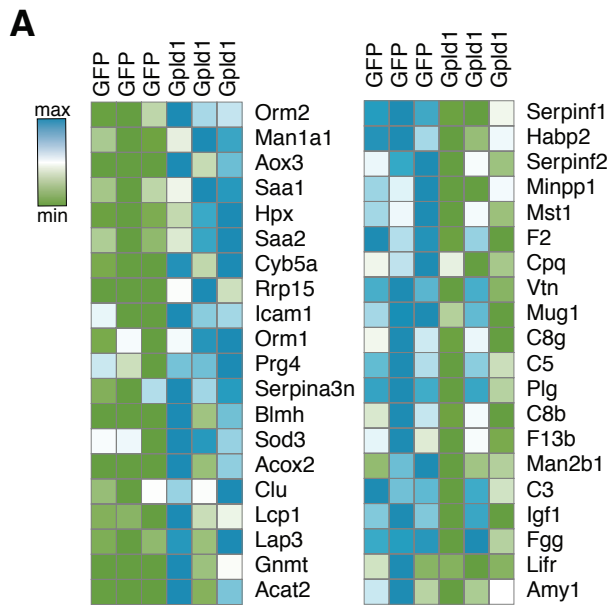 A
GFP GFP GFP Gpld1 Gpld1 Gpld1
max
min
Orm2
Man1a1
Aox3
Saa1
Hpx
Saa2
Cyb5a
Rrp15
Icam1
Orm1
Prg4
Serpina3n
Blmh
Sod3
Acox2
Clu
Lcp1
Lap3
Gnmt
Acat2
GFP GFP GFP Gpld1 Gpld1 Gpld1
Serpinf1
Habp2
Serpinf2
Minpp1
Mst1
F2
Cpq
Vtn
Mug1
C8g
C5
Plg
C8b
F13b
Man2b1
C3
Igf1
Fgg
Lifr
Amy1